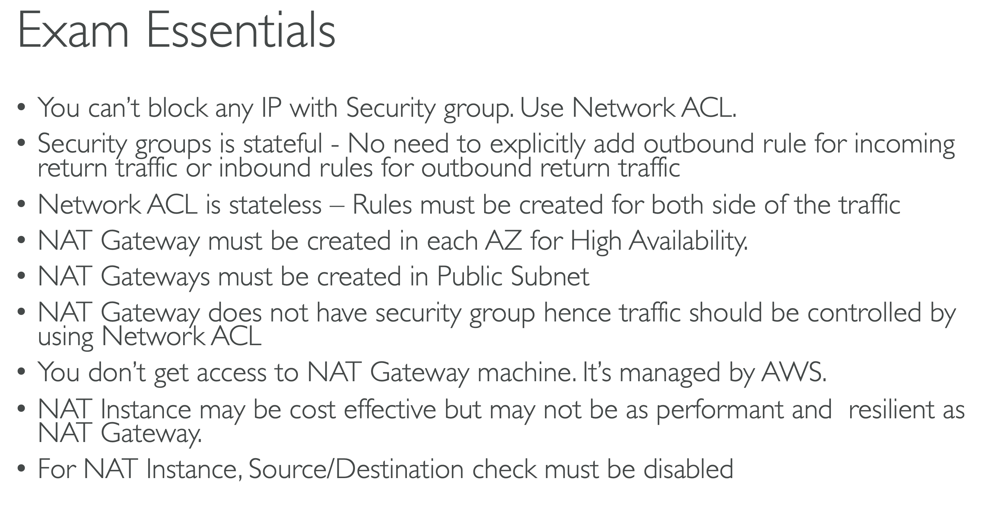 Exam Essentials
• You can’t block any IP with Security group. Use Network ACL.
• Security groups is stateful - No need to explicitly add outbound rule for incoming
return traffic or inbound rules for outbound return traffic
• Network ACL is stateless – Rules must be created for both side of the traffic
• NAT Gateway must be created in each AZ for High Availability.
• NAT Gateways must be created in Public Subnet
• NAT Gateway does not have security group hence traffic should be controlled by
using Network ACL
• You don’t get access to NAT Gateway machine. It’s managed by AWS.
• NAT Instance may be cost effective but may not be as performant and  resilient as
NAT Gateway.
• For NAT Instance, Source/Destination check must be disabled